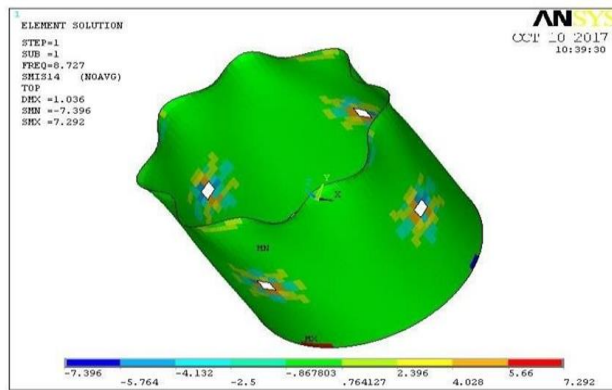 1
ELEMENT SOLUTION
STEP=1
SUB =1
FREQ=8.727
SMIS14 (NOAVG)
TOP
DMX =1.036
SMN =-7.396
SMX =7.292
ANSYS
OCT 10 2017
10:39:30
Y
X
MN
MX
-7.396 -4.132 -.867803 2.396 5.66
-5.764 -2.5 .764127 4.028 7.292